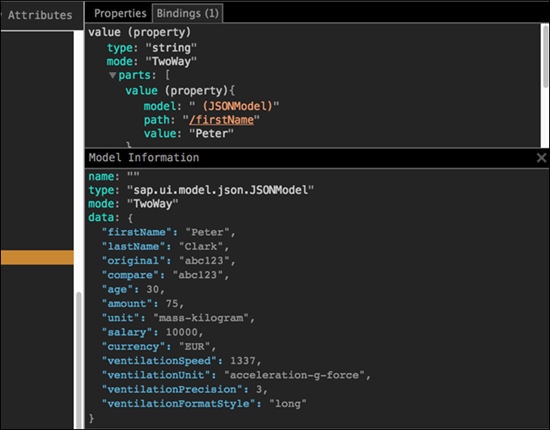 Attributes
Properties Bindings (1)
value (property)
type: "string"
mode: "TwoWay"
▼parts: [
value (property){
model: " (JSONModel)"
path: "/firstName"
value: "Peter"
}
Model Information ✕
name: ""
type: "sap.ui.model.json.JSONModel"
mode: "TwoWay"
data: {
"firstName": "Peter",
"lastName": "Clark",
"original": "abc123",
"compare": "abc123",
"age": 30,
"amount": 75,
"unit": "mass-kilogram",
"salary": 10000,
"currency": "EUR",
"ventilationSpeed": 1337,
"ventilationUnit": "acceleration-g-force",
"ventilationPrecision": 3,
"ventilationFormatStyle": "long"
}